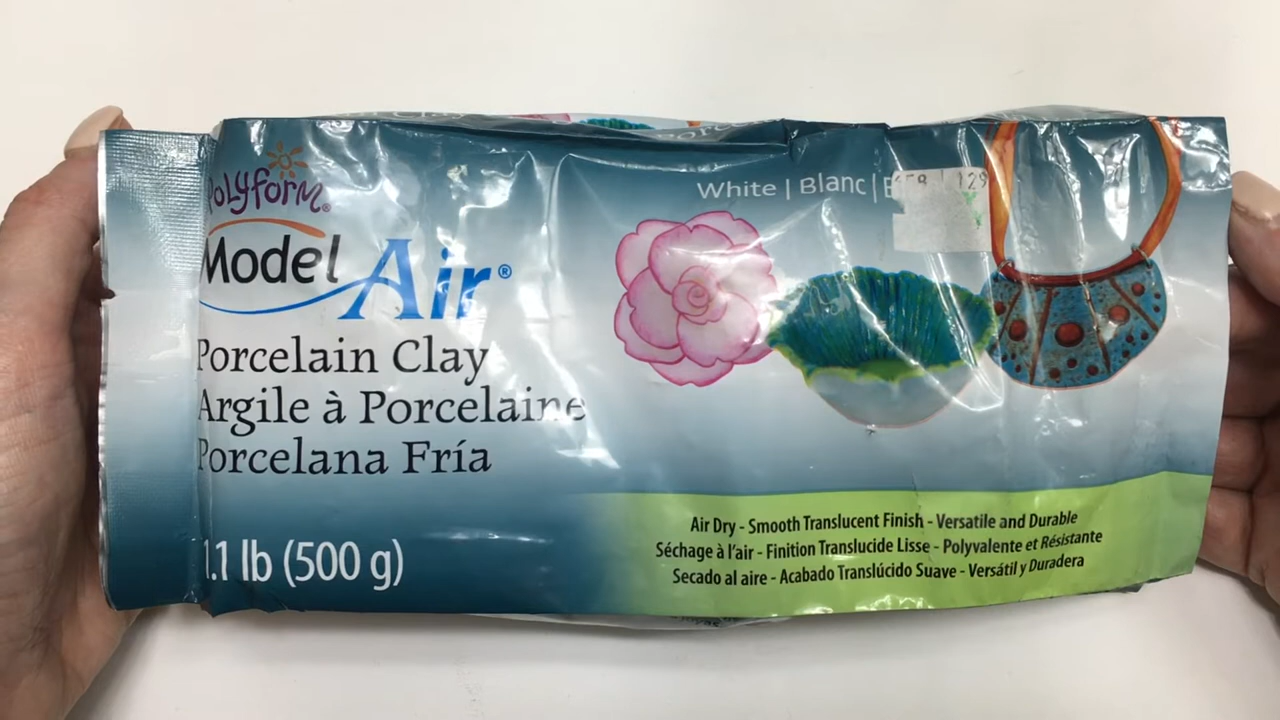 Polyform®
Model Air®
Porcelain Clay
Argile à Porcelaine
Porcelana Fría
1.1 lb (500 g)
White | Blanc |
129
Air Dry - Smooth Translucent Finish - Versatile and Durable
Séchage à l'air - Finition Translucide Lisse - Polyvalente et Résistante
Secado al aire - Acabado Translúcido Suave - Versátil y Duradera